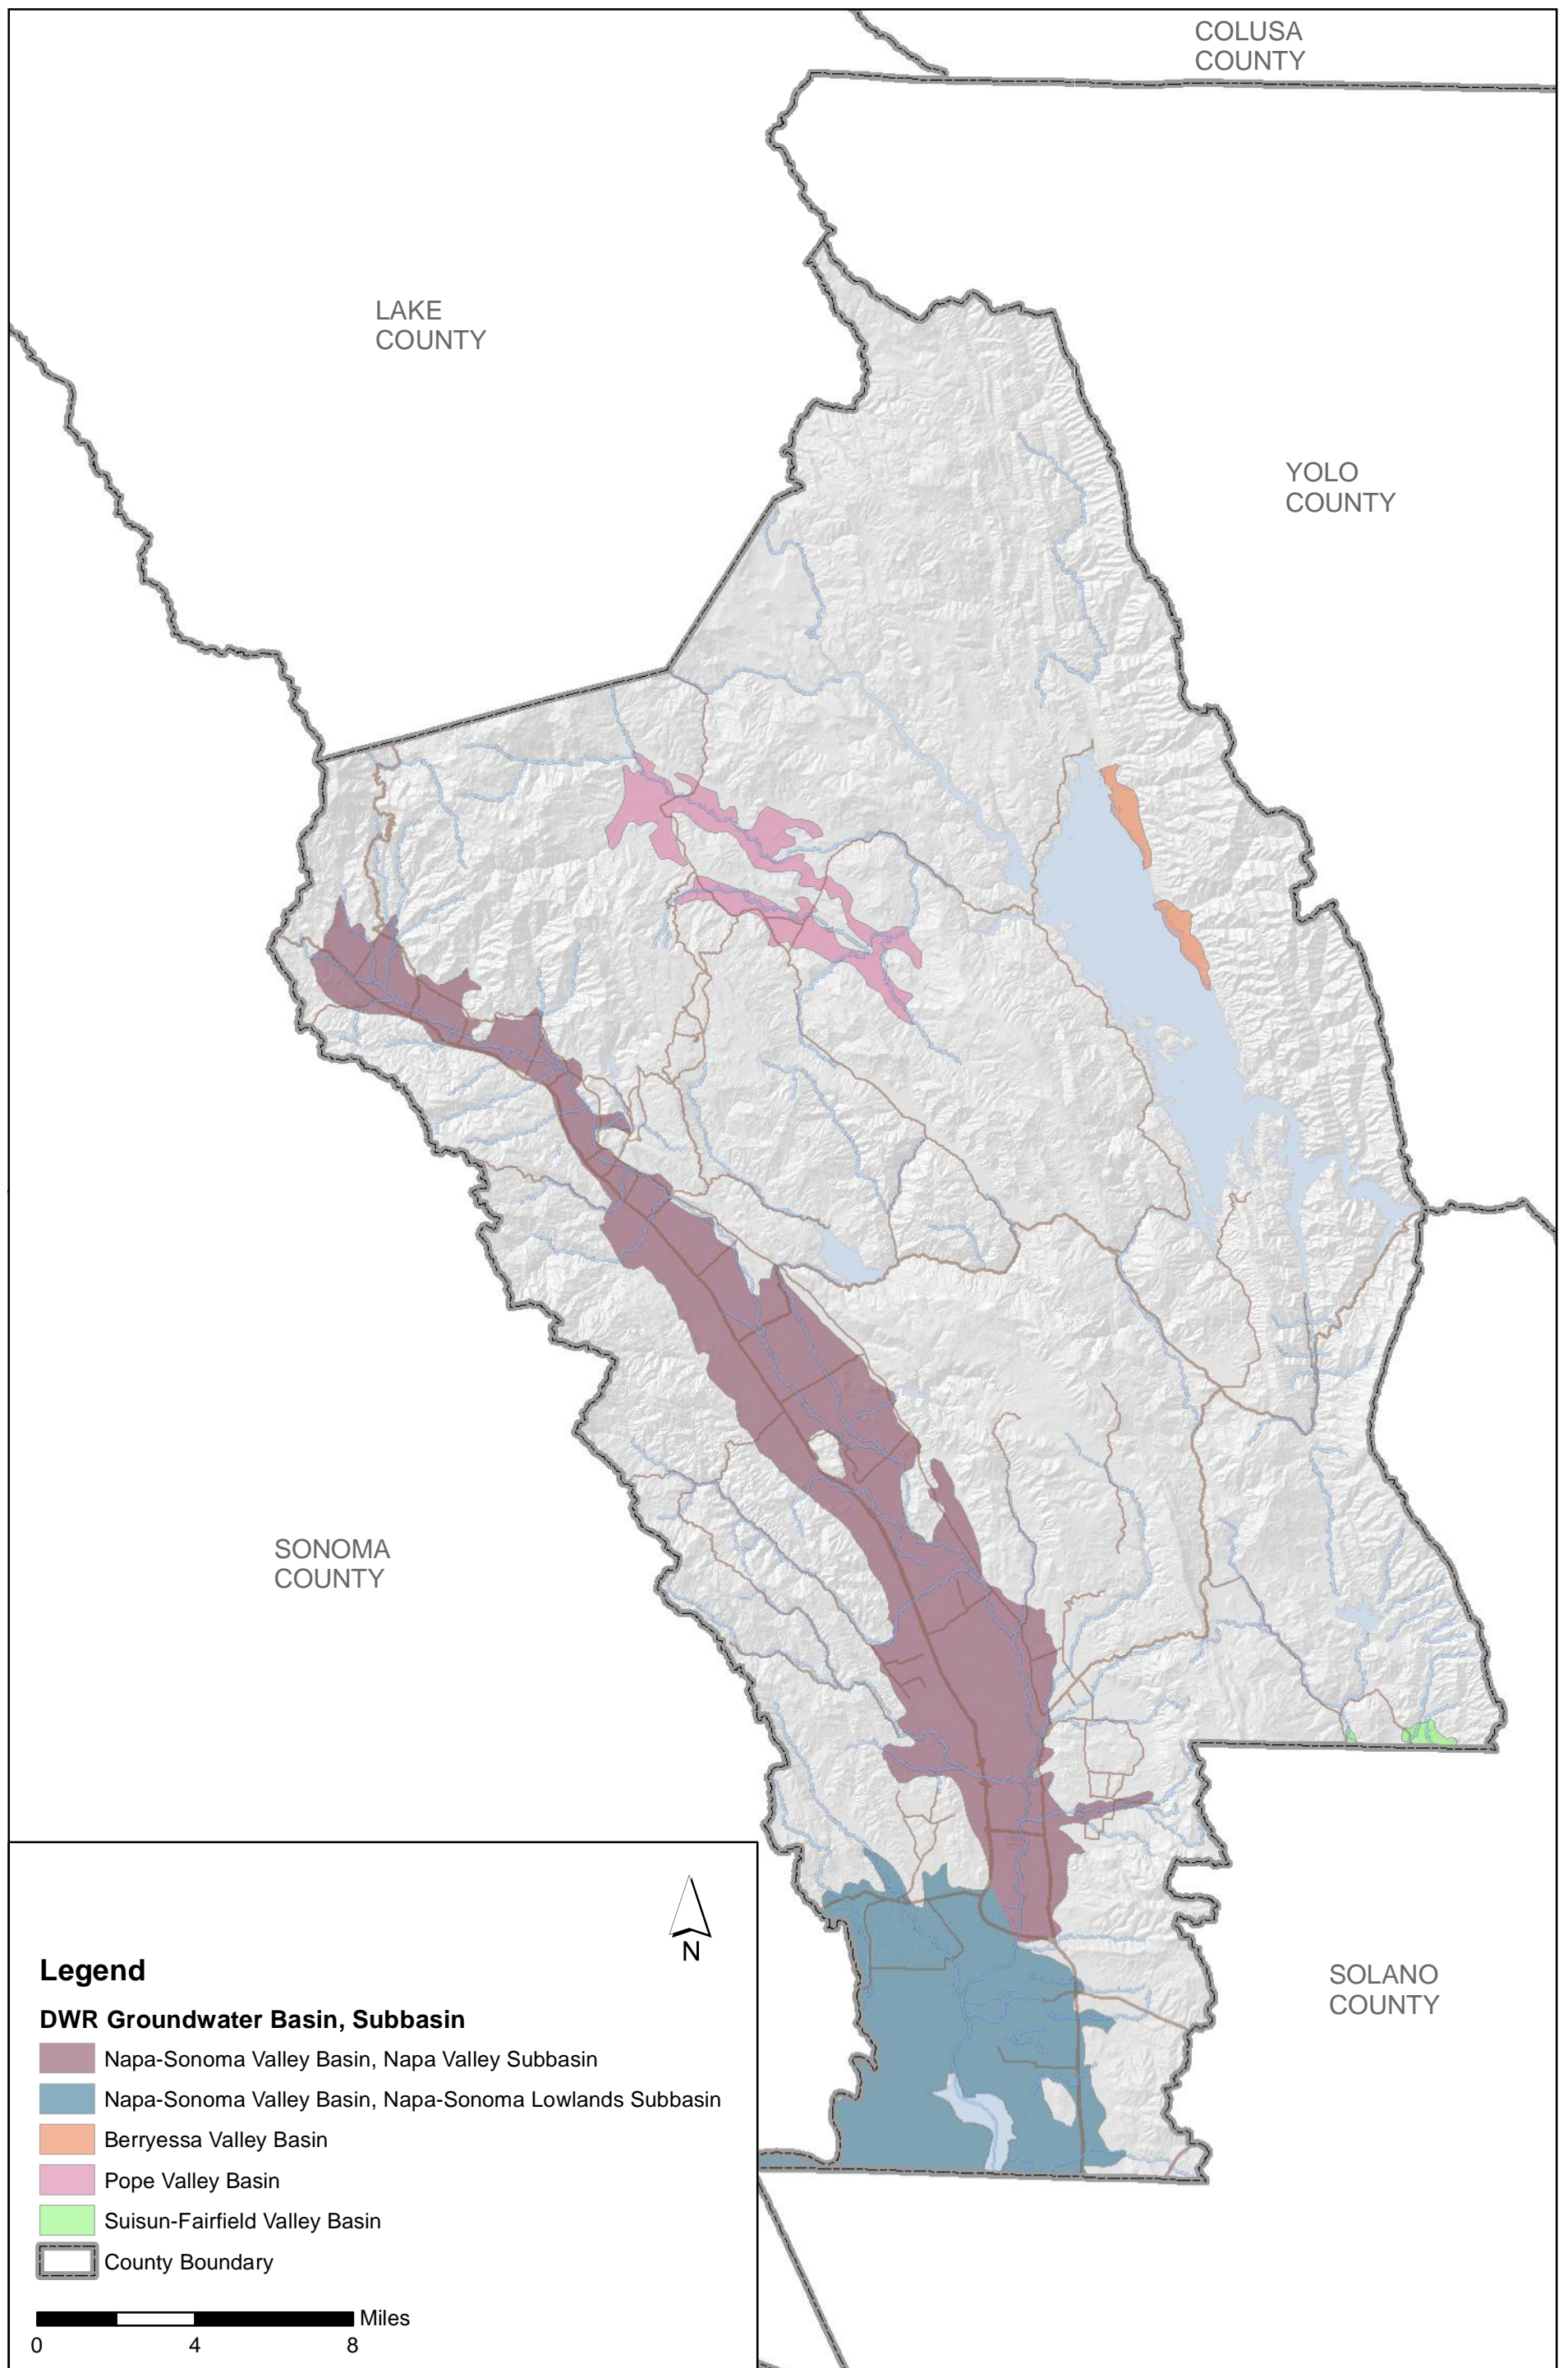 COLUSA
COUNTY
LAKE
COUNTY
YOLO
COUNTY
SONOMA
COUNTY
SOLANO
COUNTY
N
Legend
DWR Groundwater Basin, Subbasin
Napa-Sonoma Valley Basin, Napa Valley Subbasin
Napa-Sonoma Valley Basin, Napa-Sonoma Lowlands Subbasin
Berryessa Valley Basin
Pope Valley Basin
Suisun-Fairfield Valley Basin
County Boundary
Miles
0 4 8